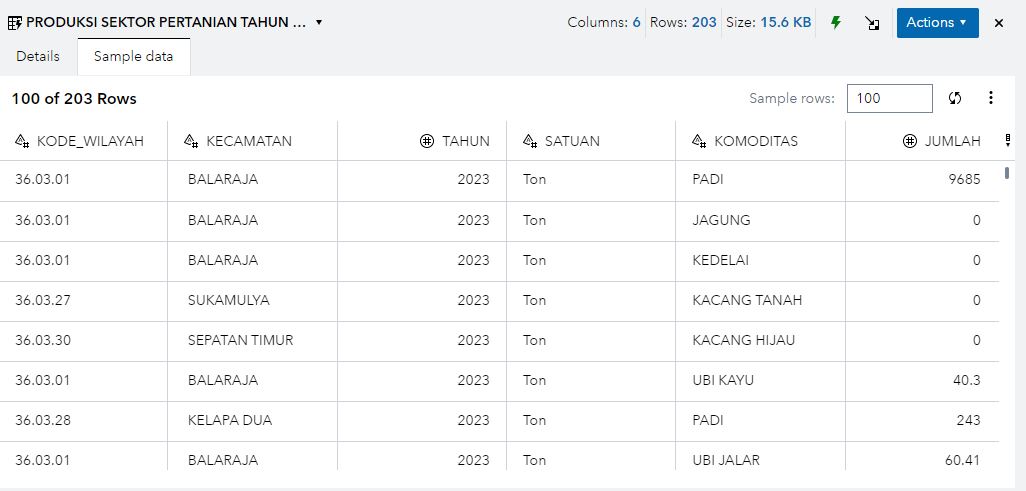 PRODUKSI SEKTOR PERTANIAN TAHUN ... Columns: 6 Rows: 203 Size: 15.6 KB Actions
Details Sample data
100 of 203 Rows Sample rows: 100
KODE_WILAYAH KECAMATAN TAHUN SATUAN KOMODITAS JUMLAH
36.03.01 BALARAJA 2023 Ton PADI 9685
36.03.01 BALARAJA 2023 Ton JAGUNG 0
36.03.01 BALARAJA 2023 Ton KEDELAI 0
36.03.27 SUKAMULYA 2023 Ton KACANG TANAH 0
36.03.30 SEPATAN TIMUR 2023 Ton KACANG HIJAU 0
36.03.01 BALARAJA 2023 Ton UBI KAYU 40.3
36.03.28 KELAPA DUA 2023 Ton PADI 243
36.03.01 BALARAJA 2023 Ton UBI JALAR 60.41